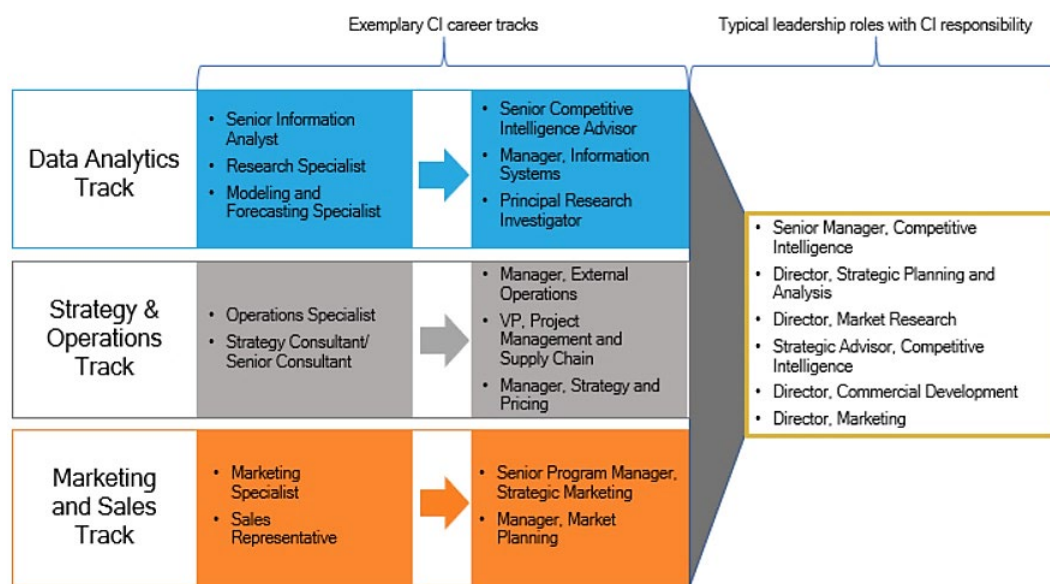 Exemplary CI career tracks
Typical leadership roles with CI responsibility
Data Analytics
Track
• Senior Information
Analyst
• Research Specialist
• Modeling and
Forecasting Specialist
• Senior Competitive
Intelligence Advisor
• Manager, Information
Systems
• Principal Research
Investigator
Strategy &
Operations
Track
• Operations Specialist
• Strategy Consultant/
Senior Consultant
• Manager, External
Operations
• VP, Project
Management and
Supply Chain
• Manager, Strategy and
Pricing
Marketing
and Sales
Track
• Marketing
Specialist
• Sales
Representative
• Senior Program Manager,
Strategic Marketing
• Manager, Market
Planning
• Senior Manager, Competitive
Intelligence
• Director, Strategic Planning and
Analysis
• Director, Market Research
• Strategic Advisor, Competitive
Intelligence
• Director, Commercial Development
• Director, Marketing